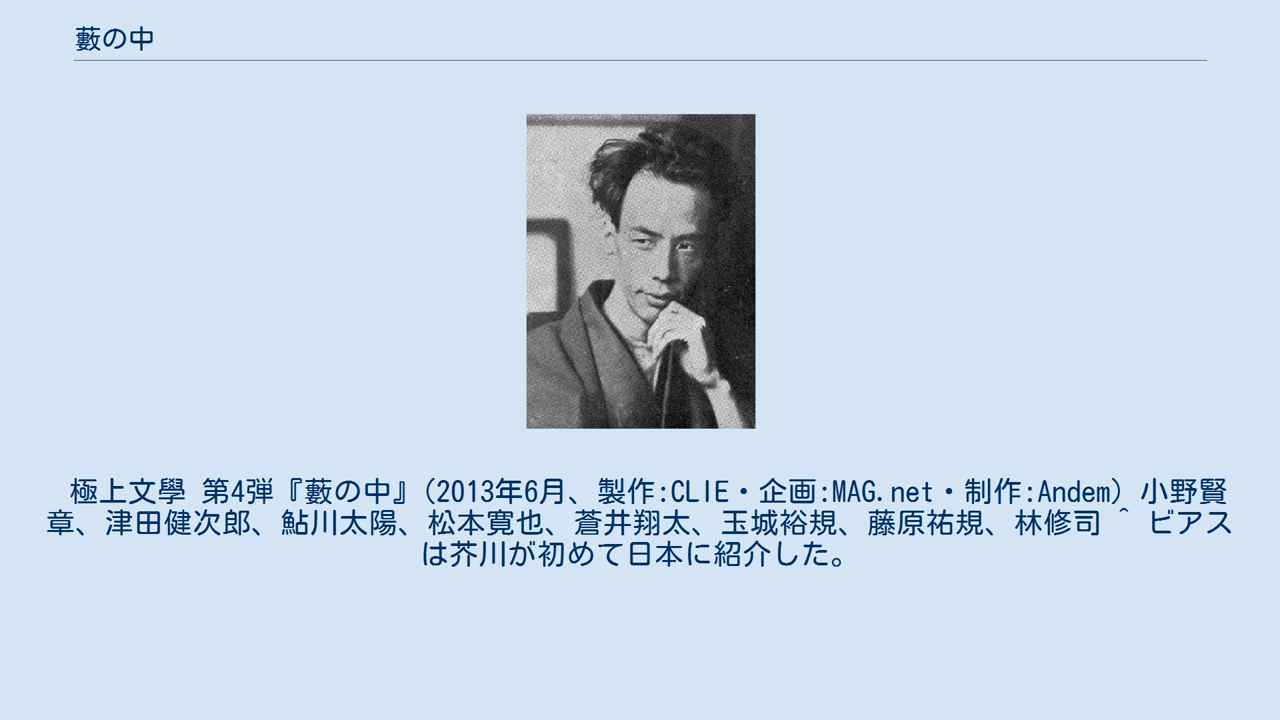 藪の中
極上文學 第4弾『藪の中』(2013年6月、製作:CLIE・企画:MAG.net・制作:Andem) 小野賢
章、津田健次郎、鮎川太陽、松本寛也、蒼井翔太、玉城裕規、藤原祐規、林修司 ^ ビアス
は芥川が初めて日本に紹介した。